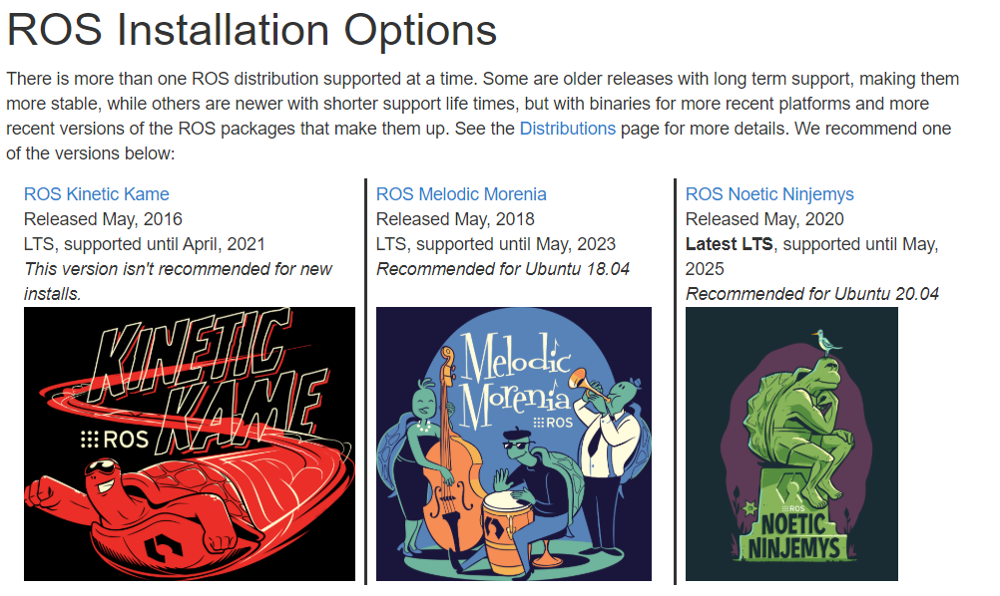 ROS Installation Options
There is more than one ROS distribution supported at a time. Some are older releases with long term support, making them
more stable, while others are newer with shorter support life times, but with binaries for more recent platforms and more
recent versions of the ROS packages that make them up. See the Distributions page for more details. We recommend one
of the versions below:
ROS Kinetic Kame
Released May, 2016
LTS, supported until April, 2021
This version isn't recommended for new
installs.
KINETIC
KAME
ROS
ROS Melodic Morenia
Released May, 2018
LTS, supported until May, 2023
Recommended for Ubuntu 18.04
Melodic
Morenia
ROS
ROS Noetic Ninjemys
Released May, 2020
Latest LTS, supported until May,
2025
Recommended for Ubuntu 20.04
ROS
NOETIC
NINJEMYS